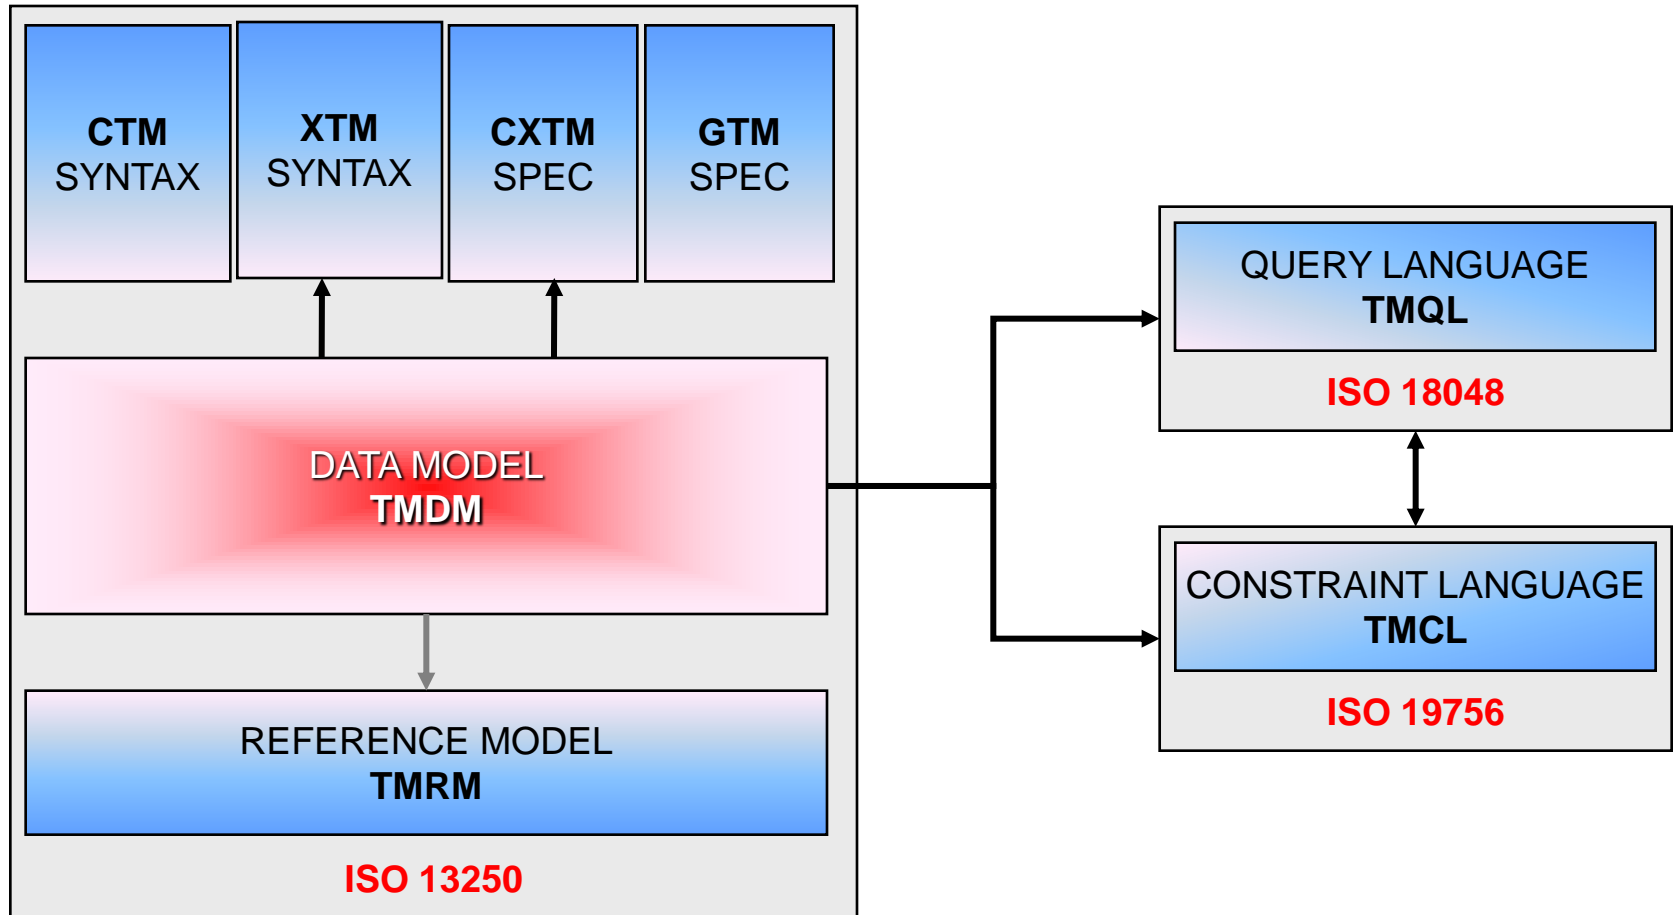 CTM
SYNTAX
XTM
SYNTAX
CXTM
SPEC
GTM
SPEC
DATA MODEL
TMDM
REFERENCE MODEL
TMRM
ISO 13250
QUERY LANGUAGE
TMQL
ISO 18048
CONSTRAINT LANGUAGE
TMCL
ISO 19756